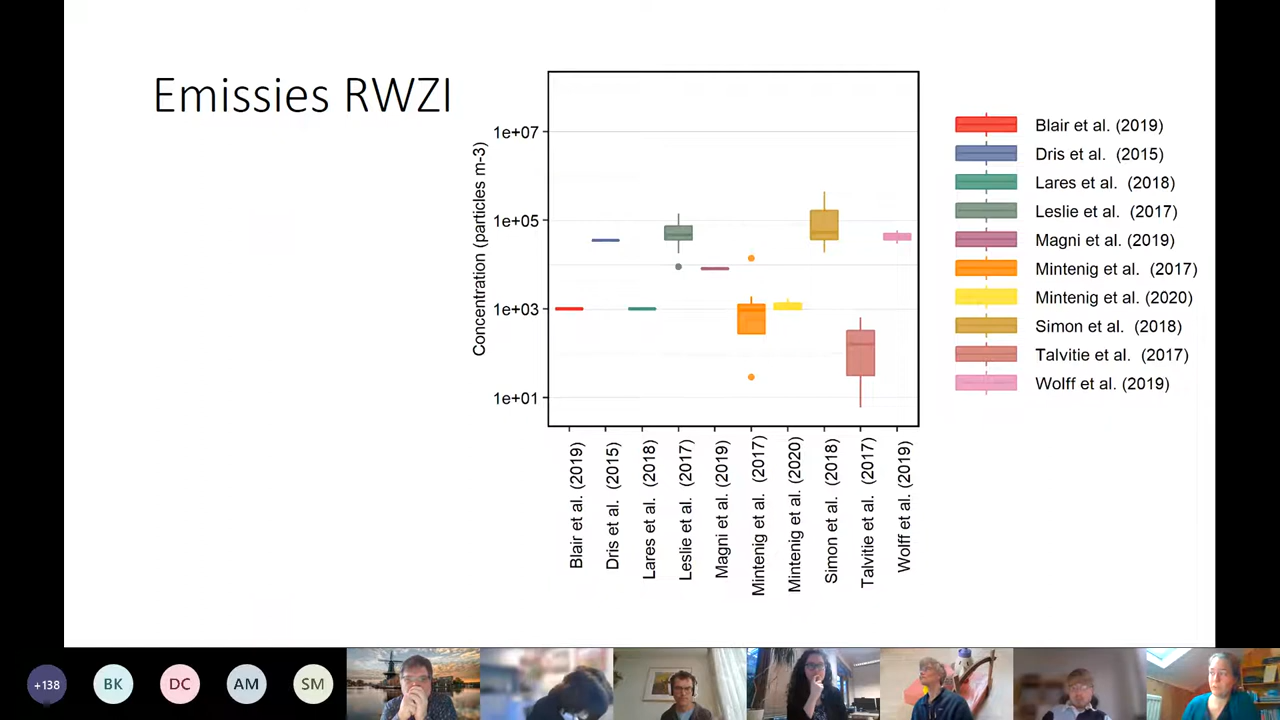 Emissies RWZI
Concentration (particles m-3)
1e+07
1e+05
1e+03
1e+01
Blair et al. (2019)
Dris et al. (2015)
Lares et al. (2018)
Leslie et al. (2017)
Magni et al. (2019)
Mintenig et al. (2017)
Mintenig et al. (2020)
Simon et al. (2018)
Talvitie et al. (2017)
Wolff et al. (2019)
Blair et al. (2019)
Dris et al. (2015)
Lares et al. (2018)
Leslie et al. (2017)
Magni et al. (2019)
Mintenig et al. (2017)
Mintenig et al. (2020)
Simon et al. (2018)
Talvitie et al. (2017)
Wolff et al. (2019)
+138
BK
DC
AM
SM